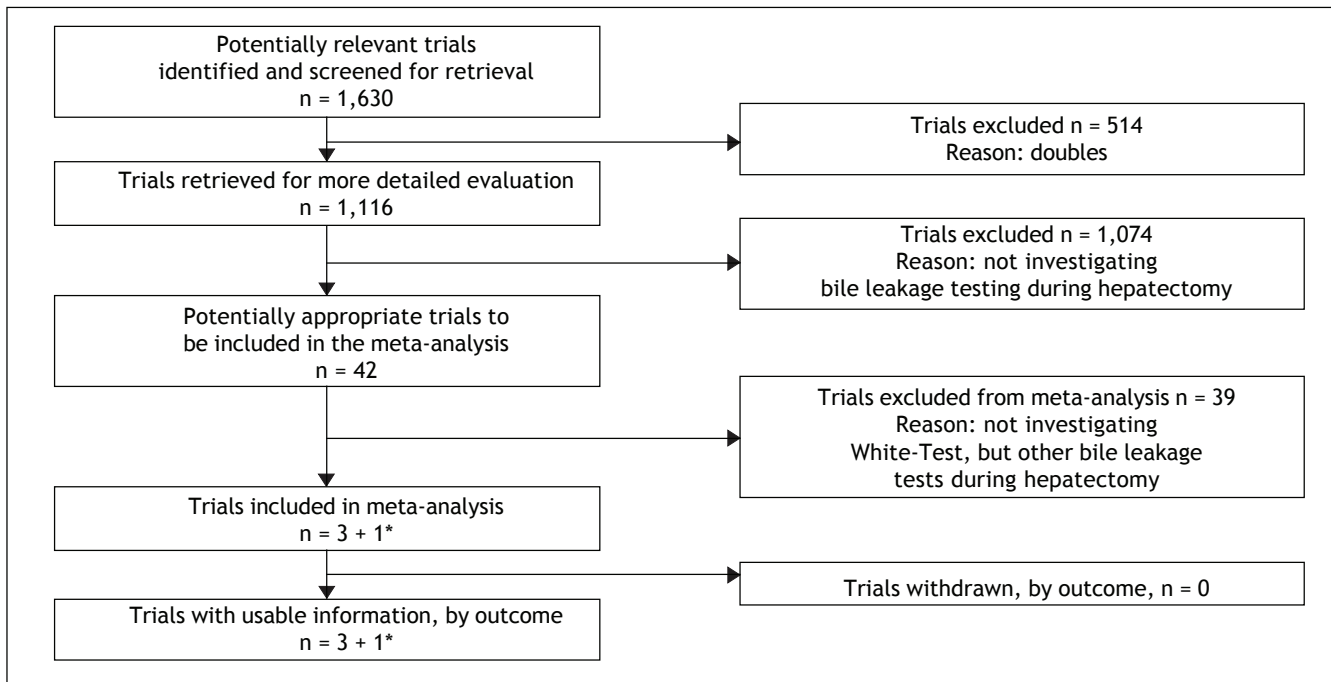 Potentially relevant trials
identified and screened for retrieval
n = 1,630
Trials excluded n = 514
Reason: doubles
Trials retrieved for more detailed evaluation
n = 1,116
Trials excluded n = 1,074
Reason: not investigating
bile leakage testing during hepatectomy
Potentially appropriate trials to
be included in the meta-analysis
n = 42
Trials excluded from meta-analysis n = 39
Reason: not investigating
White-Test, but other bile leakage
tests during hepatectomy
Trials included in meta-analysis
n = 3 + 1*
Trials withdrawn, by outcome, n = 0
Trials with usable information, by outcome
n = 3 + 1*